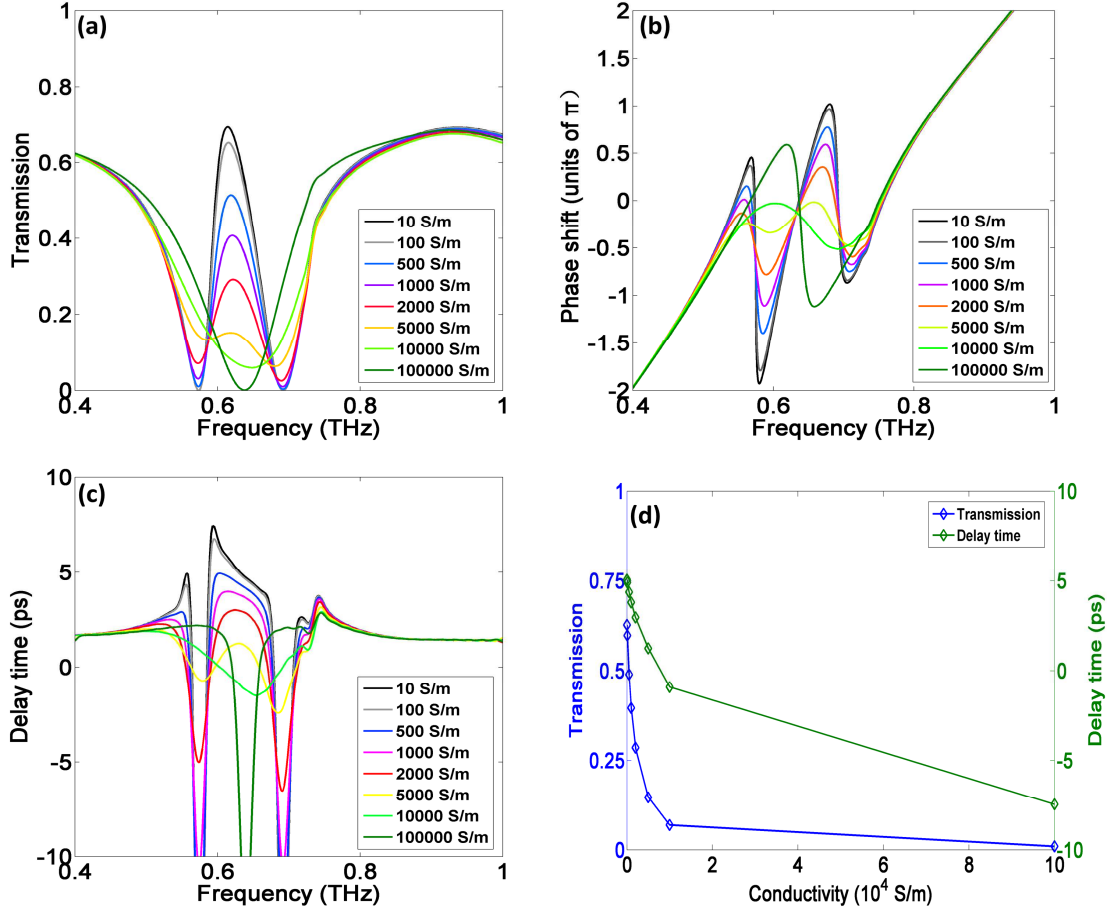 (a)
1
0.8
0.6
0.4
0.2
0
Transmission
10 S/m
100 S/m
500 S/m
1000 S/m
2000 S/m
5000 S/m
10000 S/m
100000 S/m
0.4 0.6 0.8 1
Frequency (THz)
(b)
2
1.5
1
0.5
0
-0.5
-1
-1.5
-2
Phase shift (units of π)
10 S/m
100 S/m
500 S/m
1000 S/m
2000 S/m
5000 S/m
10000 S/m
100000 S/m
0.4 0.6 0.8 1
Frequency (THz)
(c)
10
5
0
-5
-10
Delay time (ps)
10 S/m
100 S/m
500 S/m
1000 S/m
2000 S/m
5000 S/m
10000 S/m
100000 S/m
0.4 0.6 0.8 1
Frequency (THz)
(d)
1
0.75
0.5
0.25
0
Transmission
Transmission
Delay time
10
5
0
-5
-10
Delay time (ps)
0 2 4 6 8 10
Conductivity (10⁴ S/m)